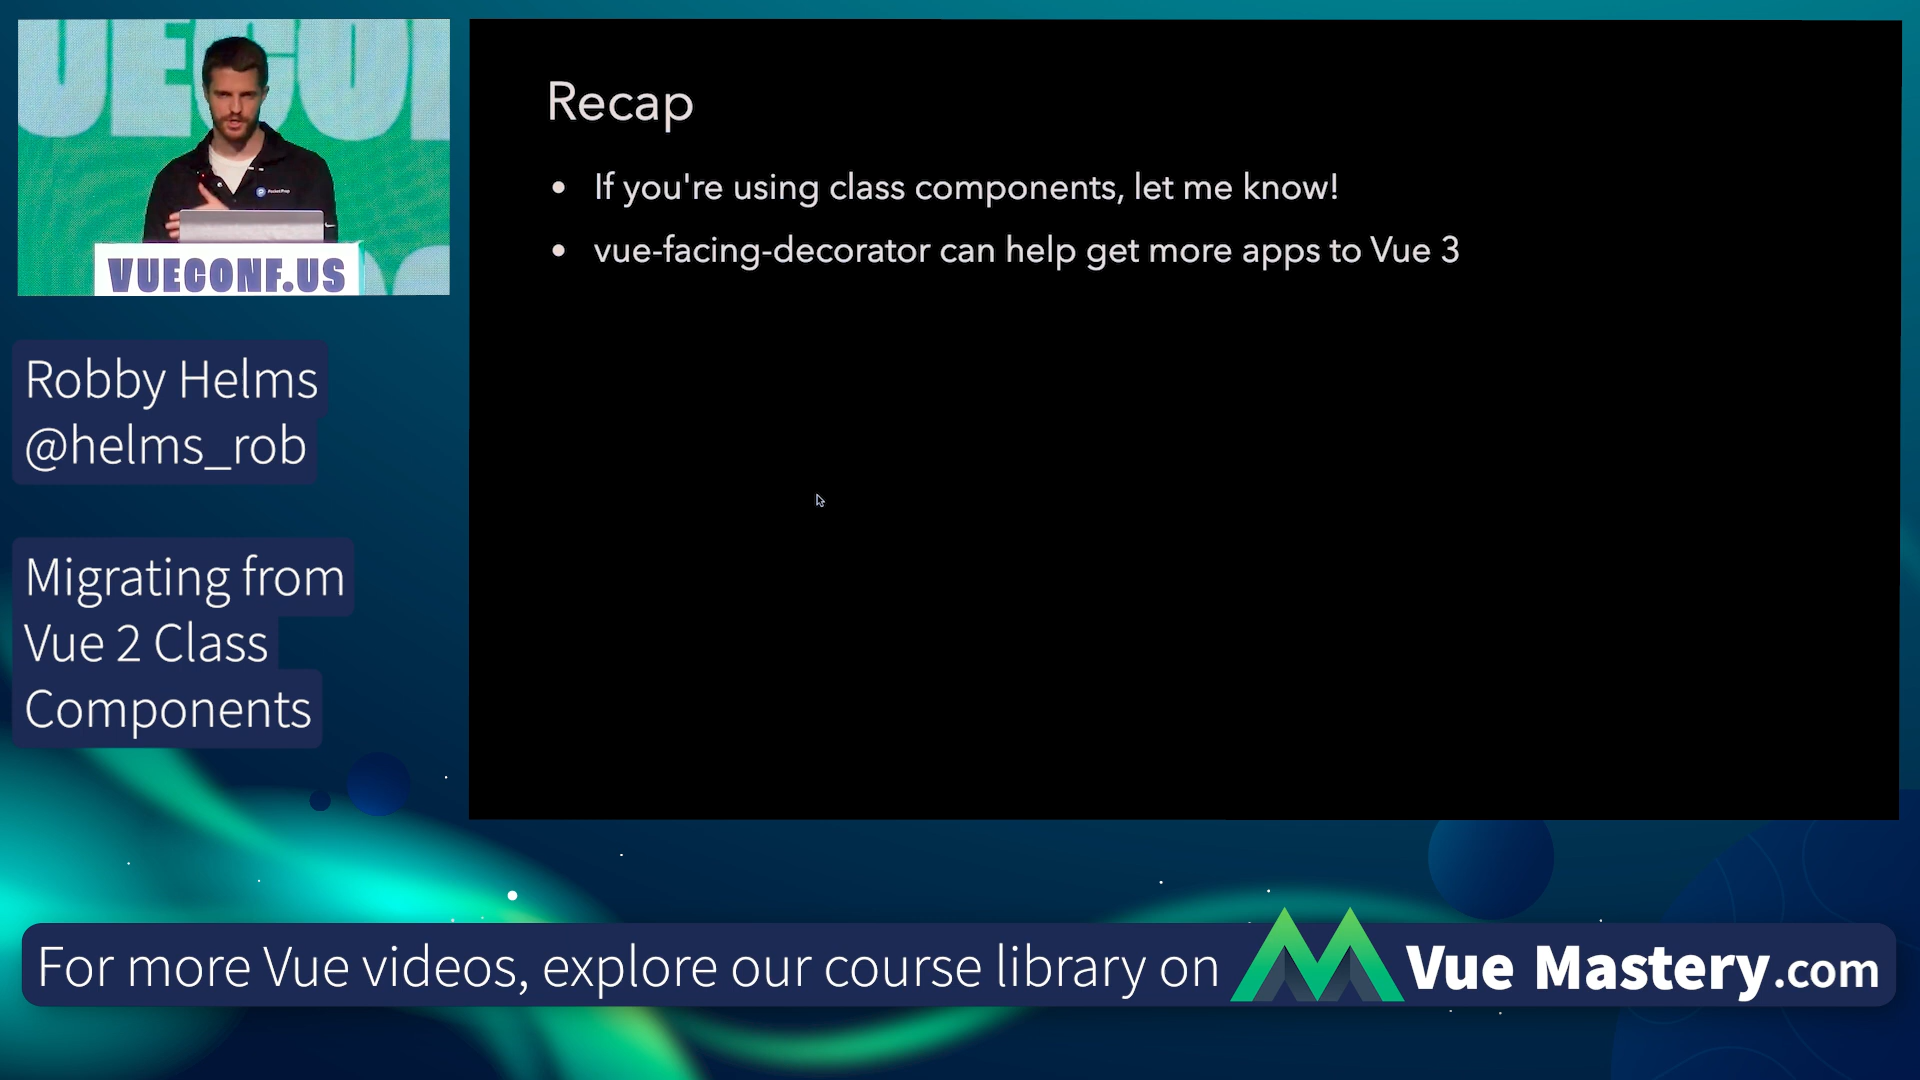 UECO
VUECONF.US
Robby Helms
@helms_rob
Migrating from
Vue 2 Class
Components
Recap
• If you're using class components, let me know!
• vue-facing-decorator can help get more apps to Vue 3
For more Vue videos, explore our course library on Vue Mastery.com